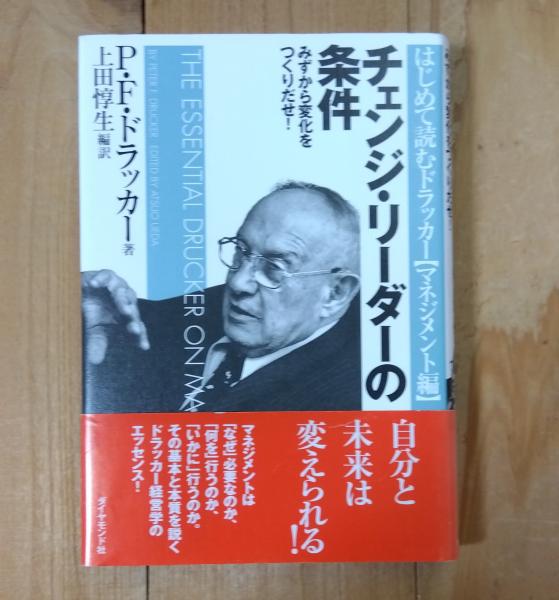 はじめて読むドラッカー【マネジメント編】
チェンジ・リーダーの
条件
みずから変化を
つくりだせ!
THE ESSENTIAL DRUCKER ON MA
P・F・ドラッカー 著
上田惇生 編訳
BY PETER F. DRUCKER EDITED BY ATSUO UEDA
自分と
未来は
変えられる!
マネジメントは
「なぜ」必要なのか、
「何を」行うのか、
「いかに」行うのか。
その基本と本質を説く
ドラッカー経営学の
エッセンス!
ダイヤモンド社